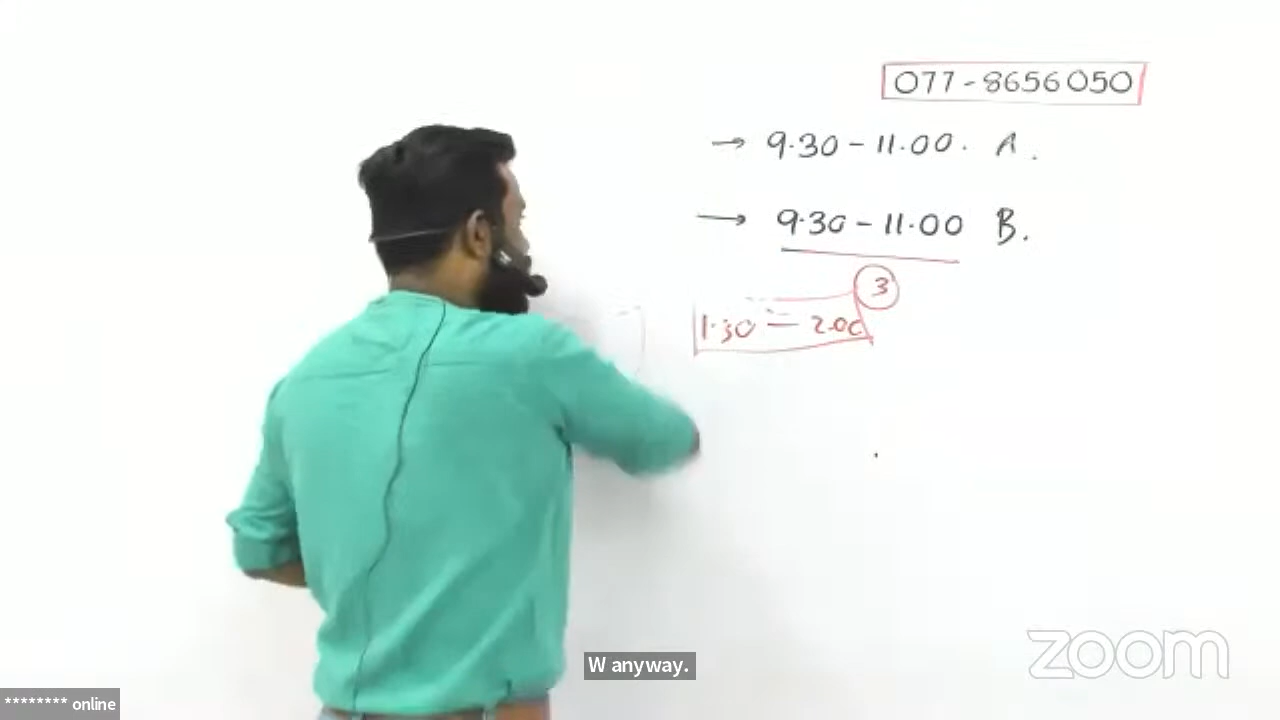 077-8656050
→ 9.30 - 11.00. A.
→ 9.30 - 11.00 B.
3
1.30 — 2.00
W anyway.
zoom
******** online